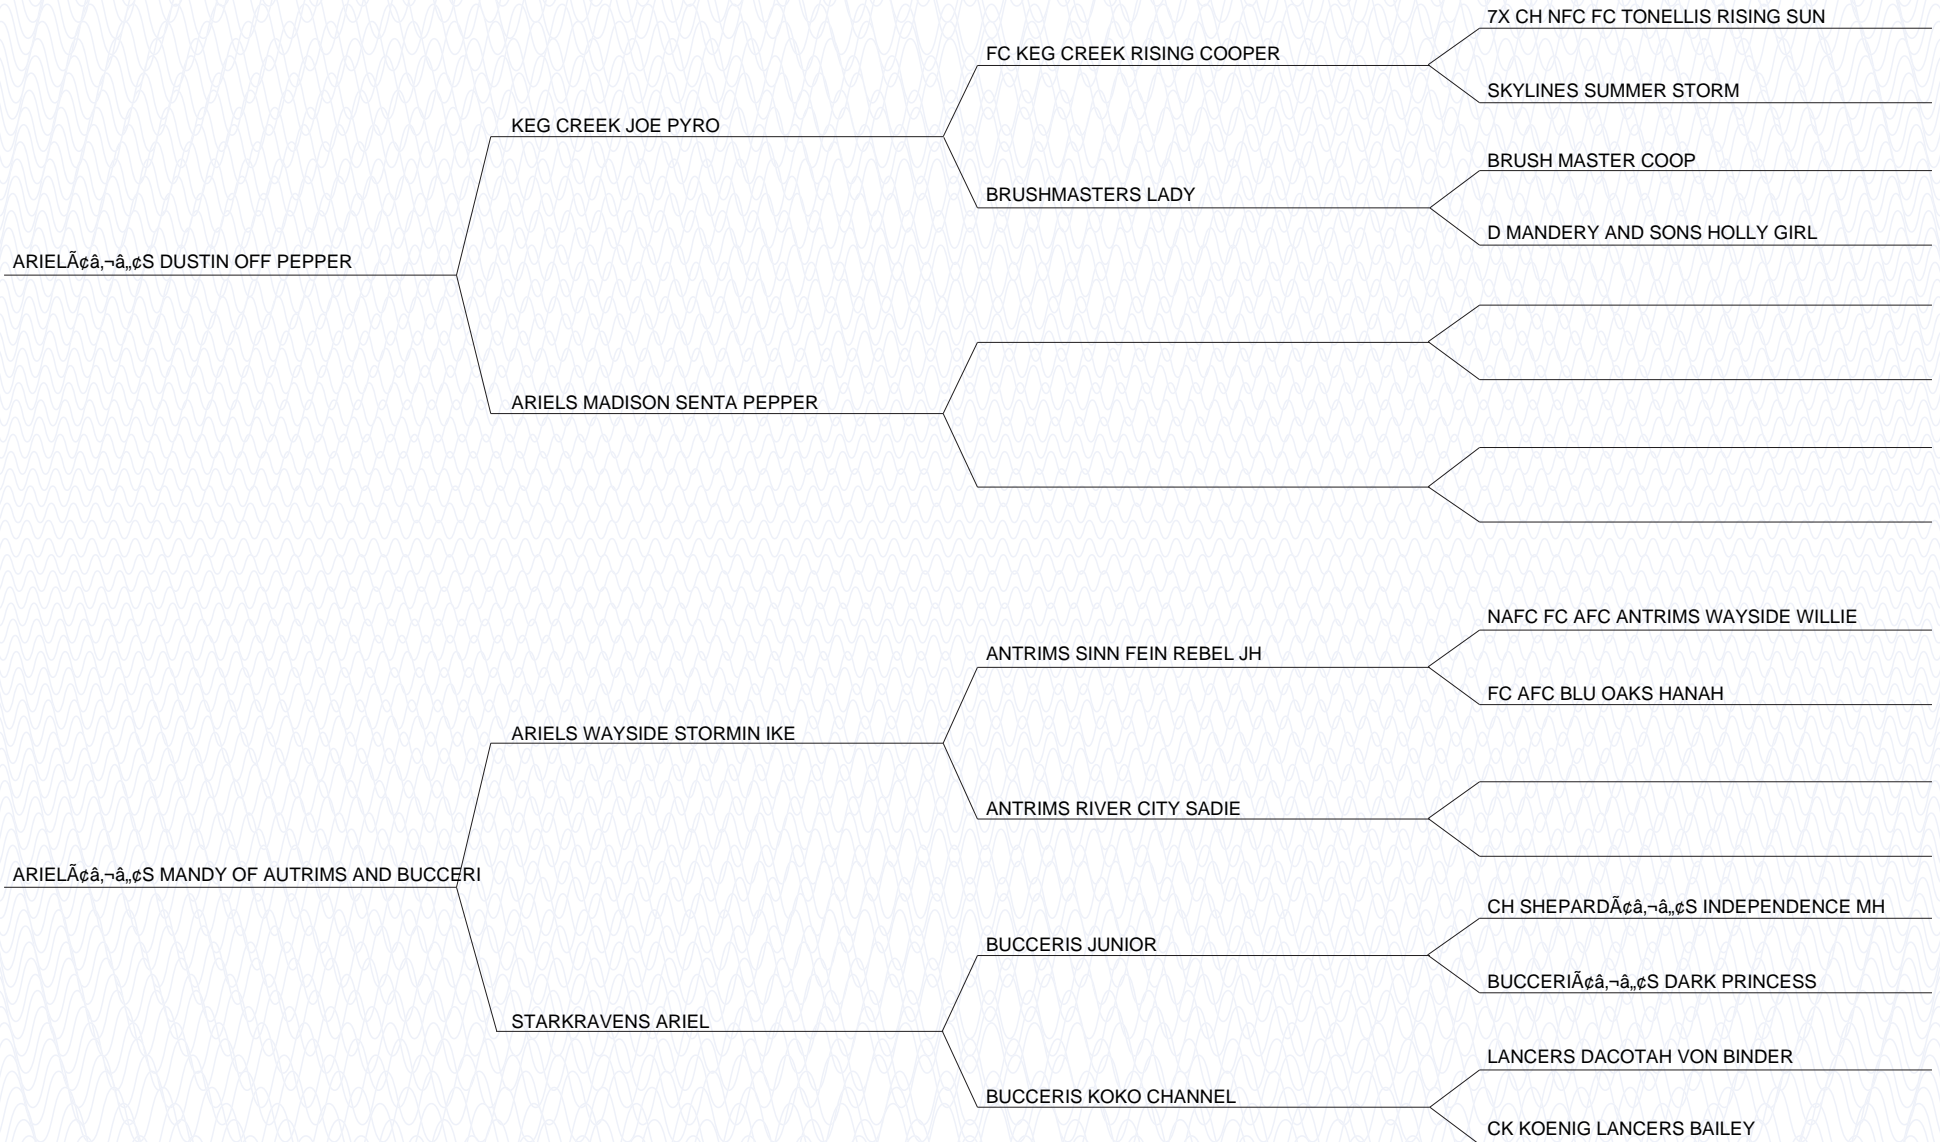 7X CH NFC FC TONELLIS RISING SUN
FC KEG CREEK RISING COOPER
SKYLINES SUMMER STORM
KEG CREEK JOE PYRO
BRUSH MASTER COOP
BRUSHMASTERS LADY
D MANDERY AND SONS HOLLY GIRL
ARIELÃ¢â‚¬â„¢S DUSTIN OFF PEPPER
ARIELS MADISON SENTA PEPPER
NAFC FC AFC ANTRIMS WAYSIDE WILLIE
ANTRIMS SINN FEIN REBEL JH
FC AFC BLU OAKS HANAH
ARIELS WAYSIDE STORMIN IKE
ANTRIMS RIVER CITY SADIE
ARIELÃ¢â‚¬â„¢S MANDY OF AUTRIMS AND BUCCERI
CH SHEPARDÃ¢â‚¬â„¢S INDEPENDENCE MH
BUCCERIS JUNIOR
BUCCERIÃ¢â‚¬â„¢S DARK PRINCESS
STARKRAVENS ARIEL
LANCERS DACOTAH VON BINDER
BUCCERIS KOKO CHANNEL
CK KOENIG LANCERS BAILEY